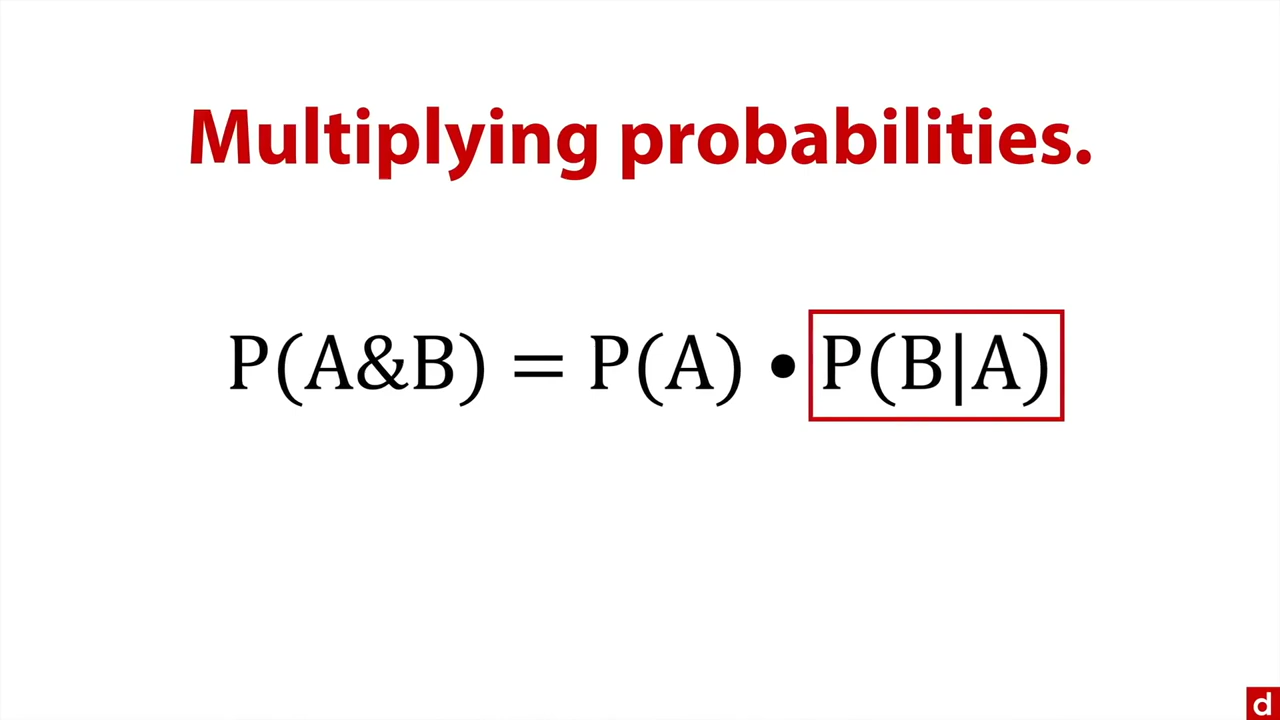 Multiplying probabilities.
P(A&B) = P(A) • P(B|A)
d